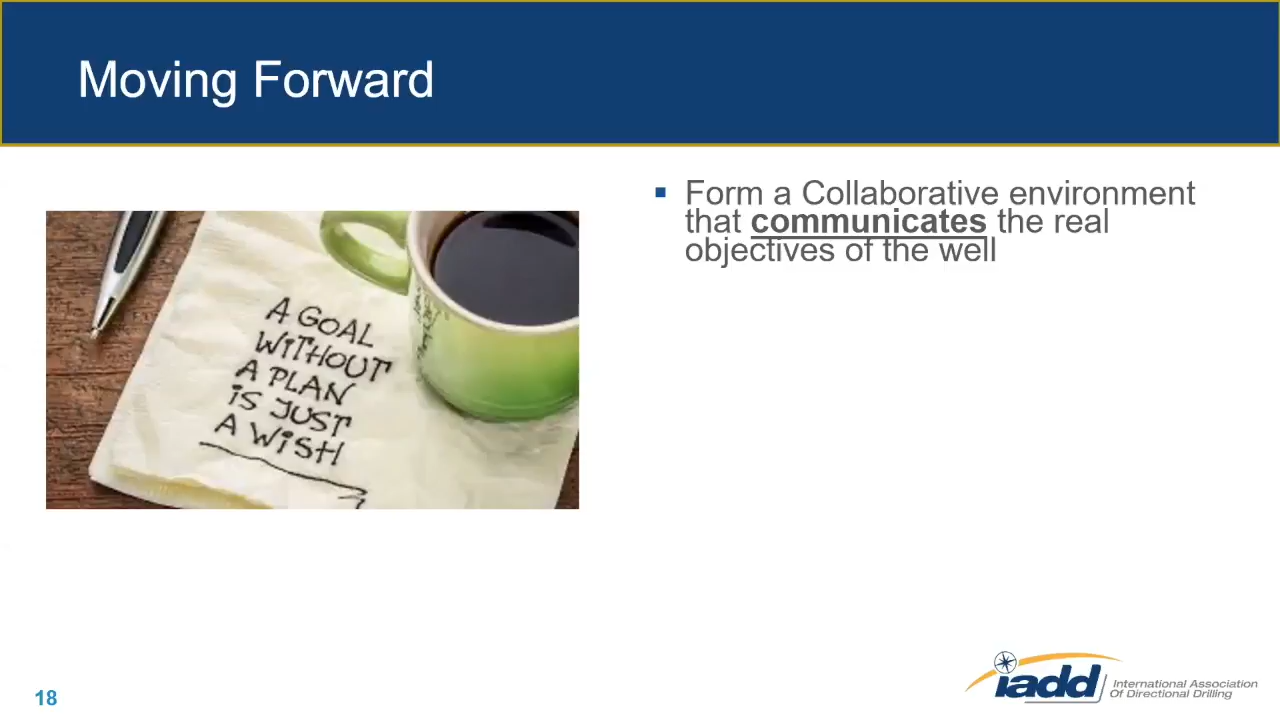 Moving Forward
A GOAL
WITHOUT
A PLAN
iS JUST
A WiSH
Form a Collaborative environment
that communicates the real
objectives of the well
18
iadd
International Association
Of Directional Drilling